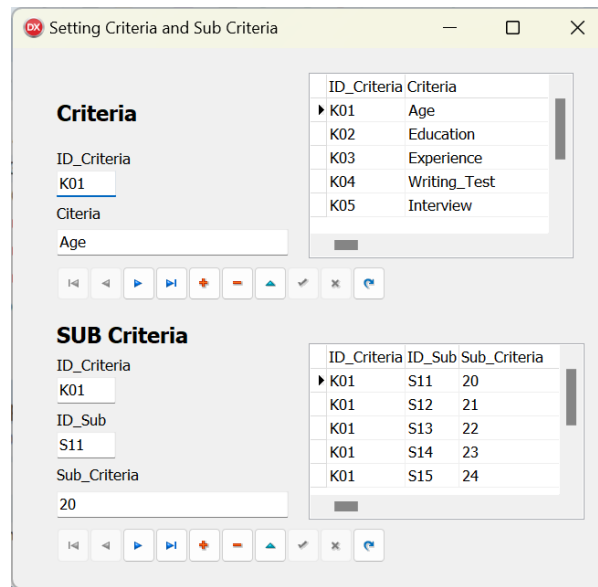 DX Setting Criteria and Sub Criteria
Criteria
ID_Criteria
K01
Citeria
Age
ID_Criteria Criteria
K01 Age
K02 Education
K03 Experience
K04 Writing_Test
K05 Interview
SUB Criteria
ID_Criteria
K01
ID_Sub
S11
Sub_Criteria
20
ID_Criteria ID_Sub Sub_Criteria
K01 S11 20
K01 S12 21
K01 S13 22
K01 S14 23
K01 S15 24